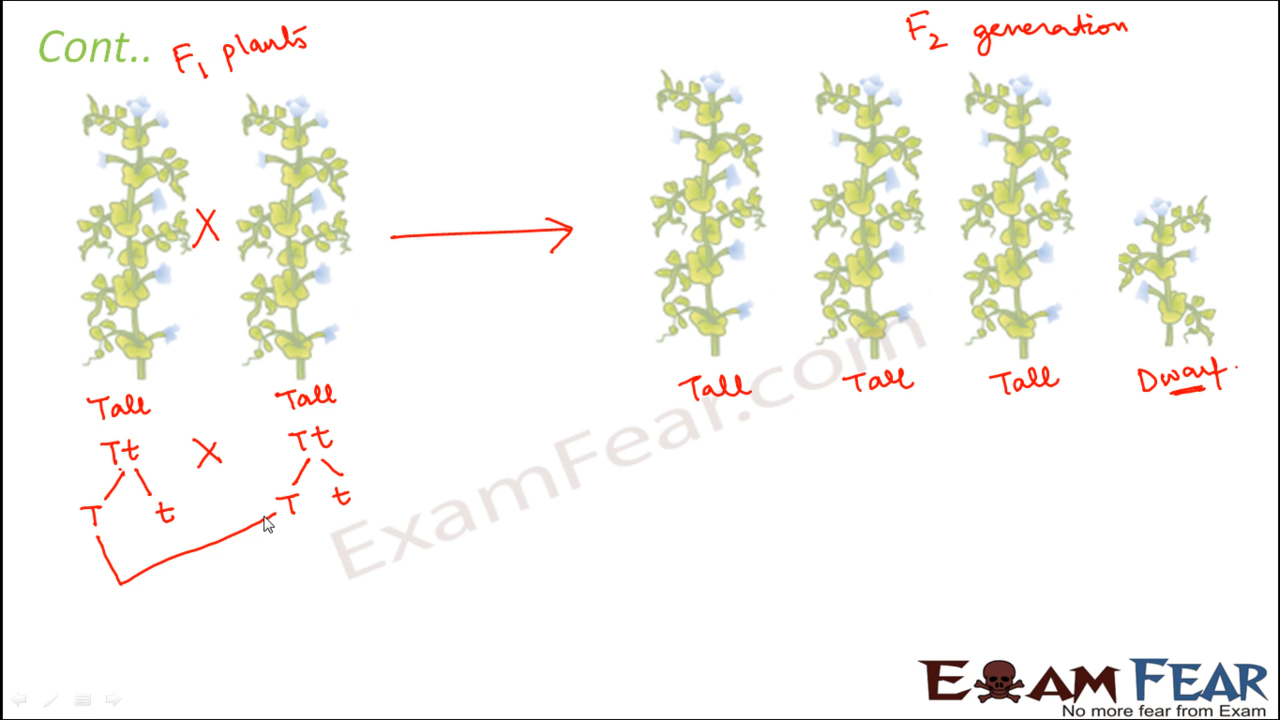 Cont..
F1 plants
F2 generation
X
Tall
Tall
Tall
Tall
Tall
Dwarf.
Tt X Tt
T t T t
ExamFear.com
EXAM FEAR
No more fear from Exam